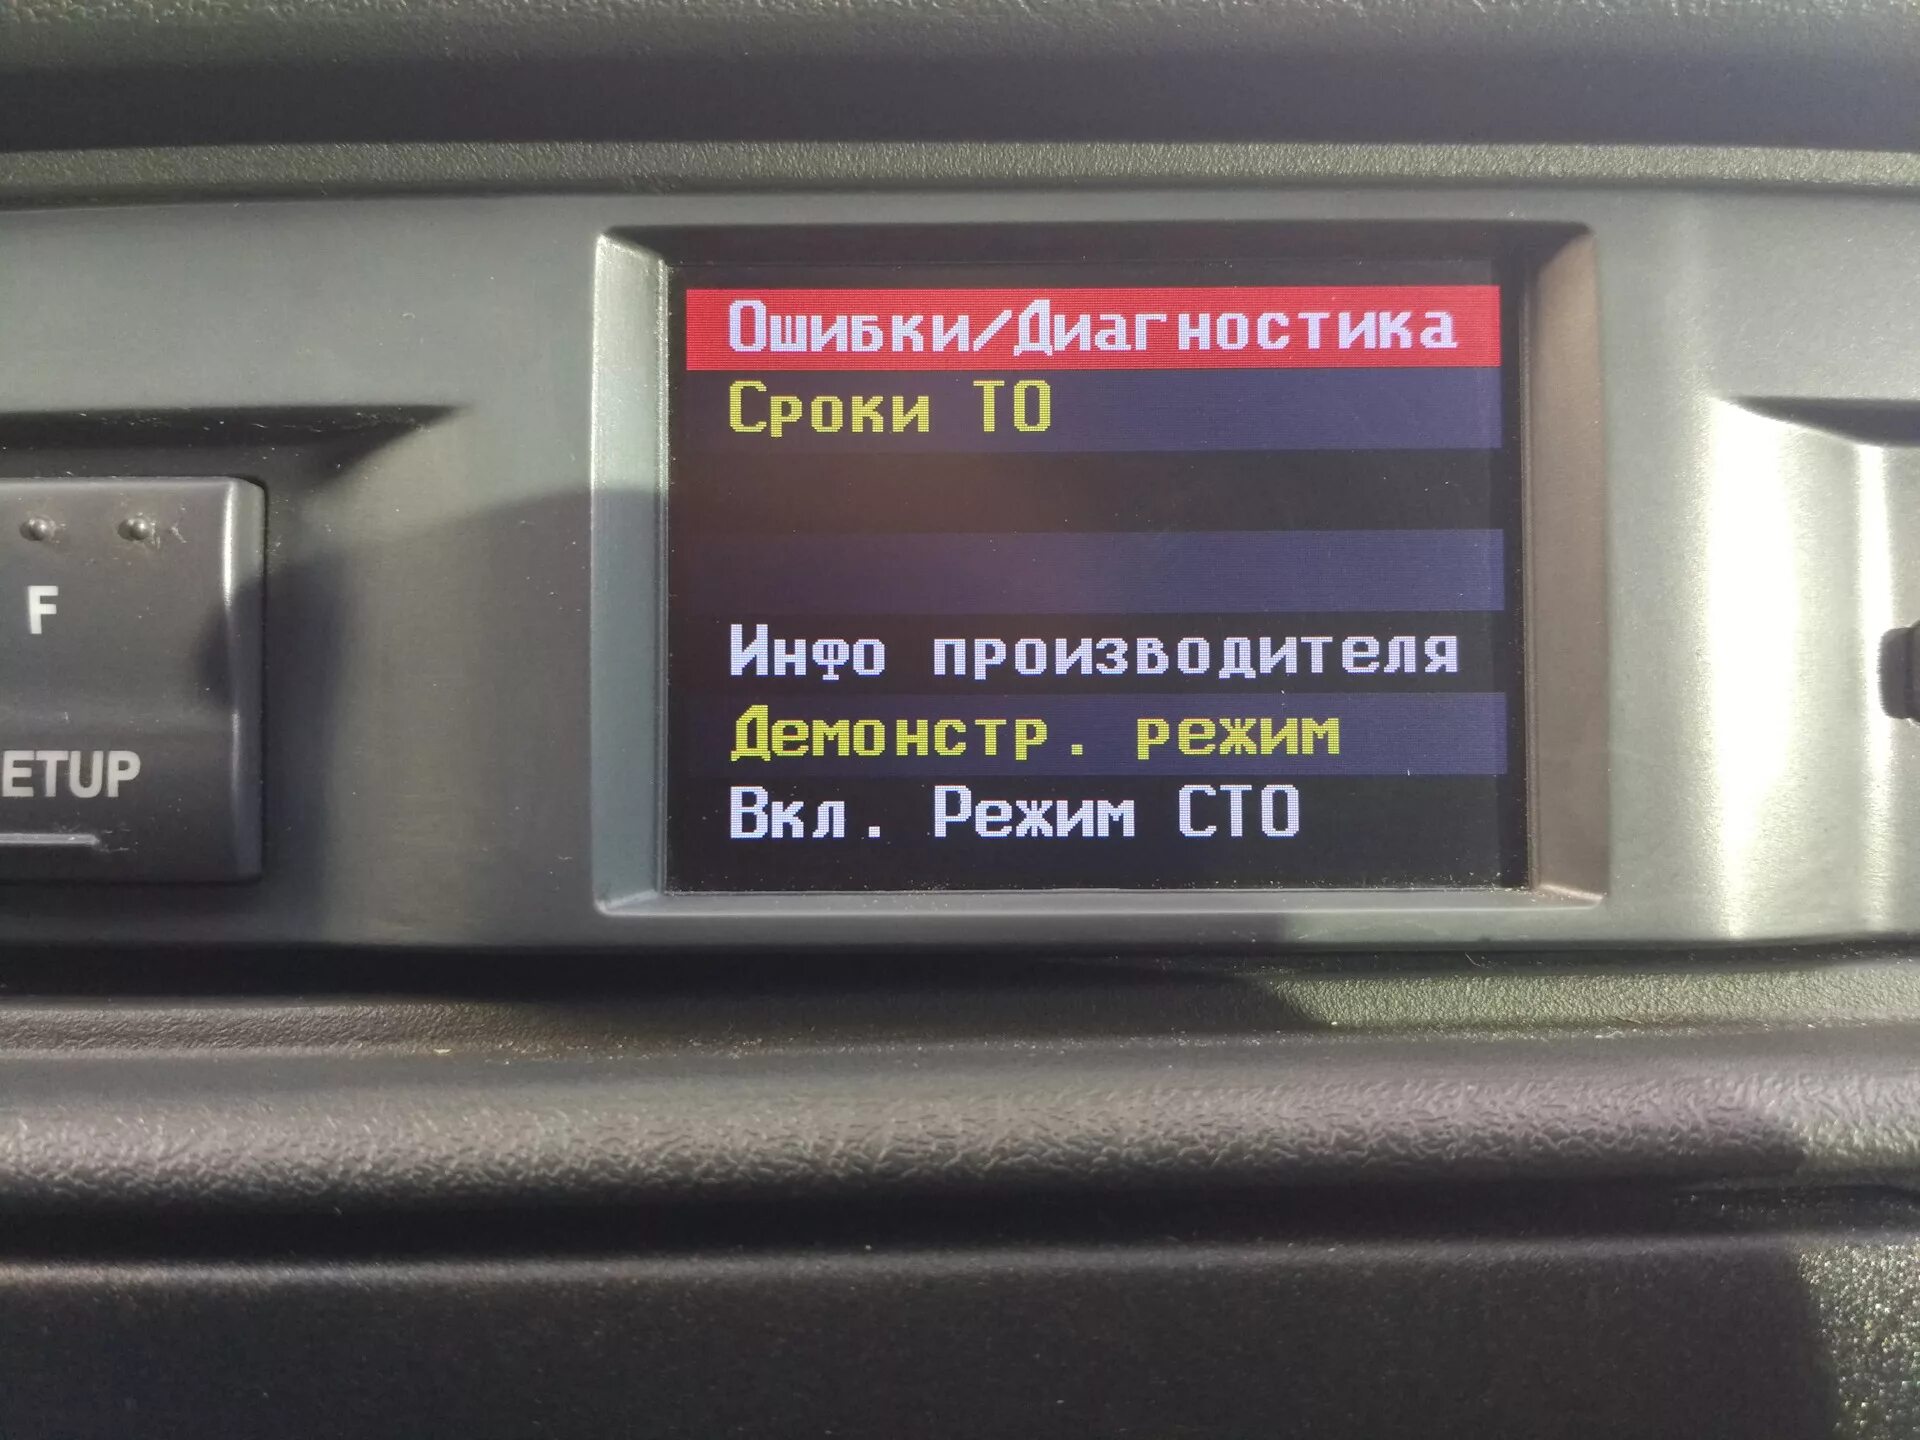 Ошибки/Диагностика
Сроки ТО
F
Инфо производителя
Демонстр. режим
ETUP
Вкл. Режим СТО